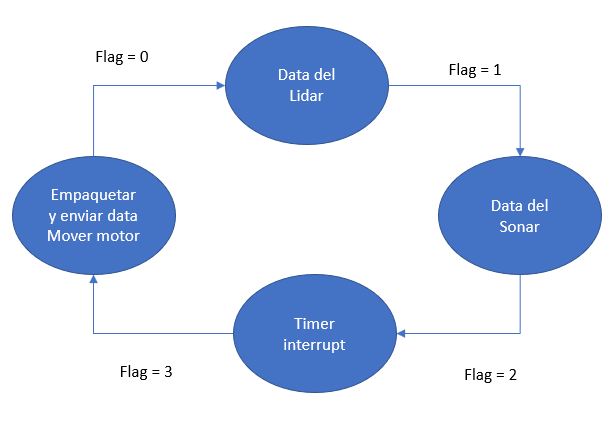 Flag = 0
Data del
Lidar
Flag = 1
Empaquetar
y enviar data
Mover motor
Data del
Sonar
Timer
interrupt
Flag = 3
Flag = 2